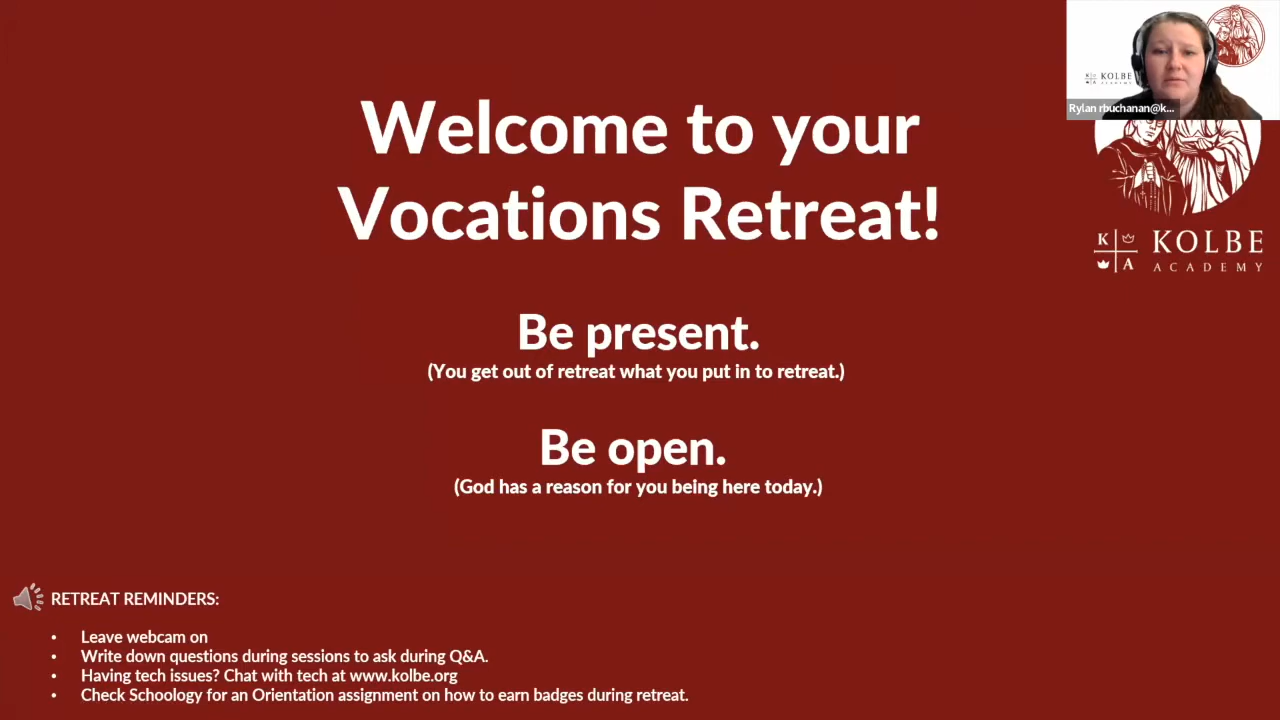 Welcome to your
Vocations Retreat!
Be present.
(You get out of retreat what you put in to retreat.)
Be open.
(God has a reason for you being here today.)
RETREAT REMINDERS:
• Leave webcam on
• Write down questions during sessions to ask during Q&A.
• Having tech issues? Chat with tech at www.kolbe.org
• Check Schoology for an Orientation assignment on how to earn badges during retreat.
KOLBE
Rylan rbuchanan@k...
K
A
KOLBE
ACADEMY